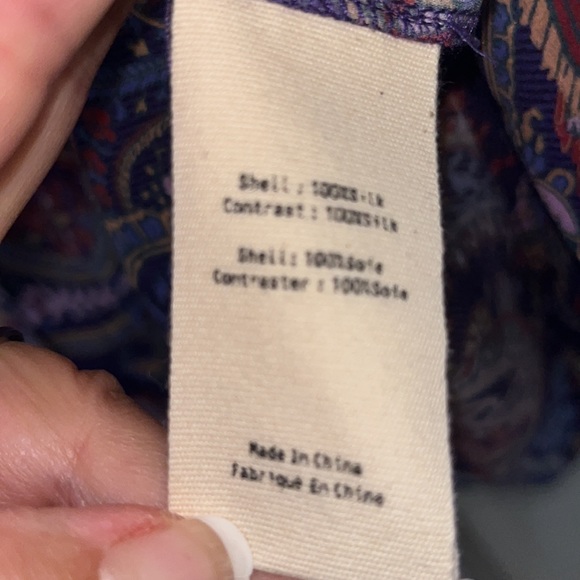 Shell : 100%Silk
Contrast : 100%Silk
Shell: 100%Soie
Contraster : 100%Soie
Made In China
Fabriqué En Chine